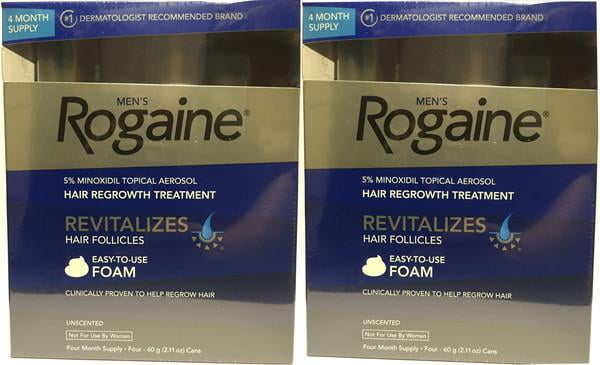 4 MONTH
SUPPLY
#1 DERMATOLOGIST RECOMMENDED BRAND
MEN'S
Rogaine®
5% MINOXIDIL TOPICAL AEROSOL
HAIR REGROWTH TREATMENT
REVITALIZES
HAIR FOLLICLES
EASY-TO-USE
FOAM
CLINICALLY PROVEN TO HELP REGROW HAIR
UNSCENTED
Not For Use By Women
Four Month Supply • Four - 60 g (2.11 oz) Cans
4 MONTH
SUPPLY
#1 DERMATOLOGIST RECOMMENDED BRAND
MEN'S
Rogaine®
5% MINOXIDIL TOPICAL AEROSOL
HAIR REGROWTH TREATMENT
REVITALIZES
HAIR FOLLICLES
EASY-TO-USE
FOAM
CLINICALLY PROVEN TO HELP REGROW HAIR
UNSCENTED
Not For Use By Women
Four Month Supply • Four - 60 g (2.11 oz) Cans